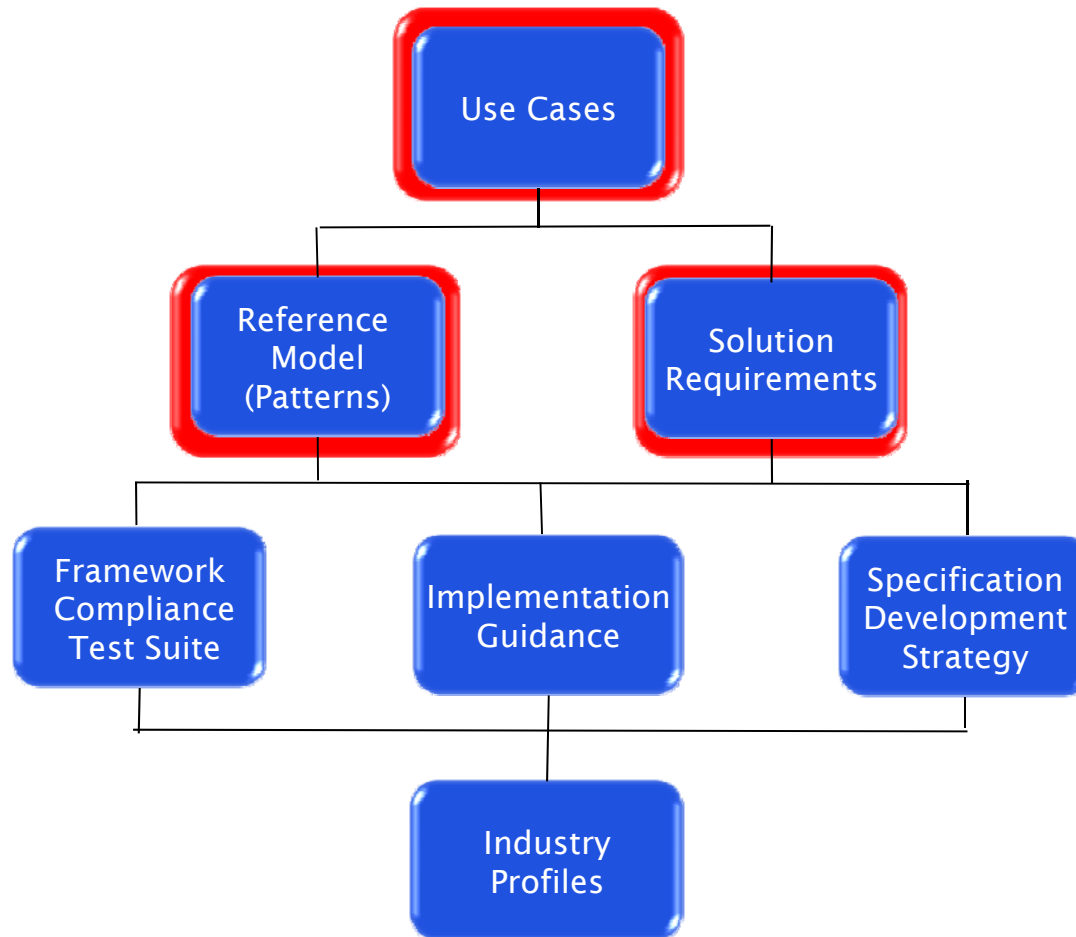 Use Cases
Reference
Model
(Patterns)
Solution
Requirements
Framework
Compliance
Test Suite
Implementation
Guidance
Specification
Development
Strategy
Industry
Profiles